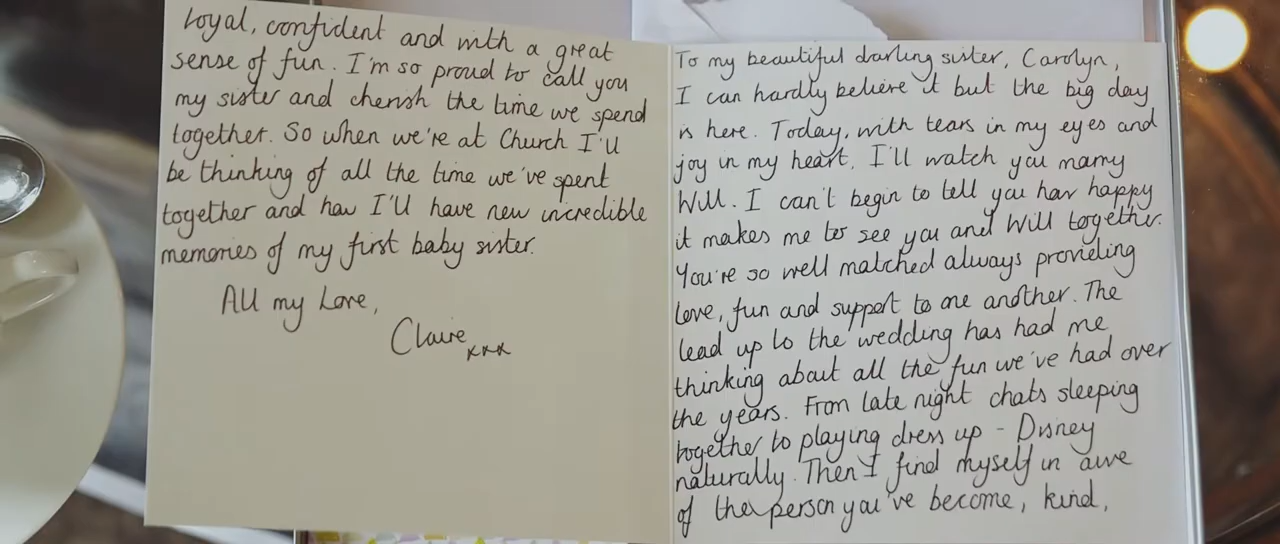 To my beautiful darling sister, Carolyn,
I can hardly believe it but the big day
is here. Today, with tears in my eyes and
joy in my heart, I'll watch you marry
Will. I can't begin to tell you how happy
it makes me to see you and Will together.
You're so well matched always providing
love, fun and support to one another. The
lead up to the wedding has had me
thinking about all the fun we've had over
the years. From late night chats sleeping
together to playing dress up - Disney
naturally. Then I find myself in awe
of the person you've become, kind,
loyal, confident and with a great
sense of fun. I'm so proud to call you
my sister and cherish the time we spend
together. So when we're at Church I'll
be thinking of all the time we've spent
together and how I'll have new incredible
memories of my first baby sister.
All my Love,
Claire xxx